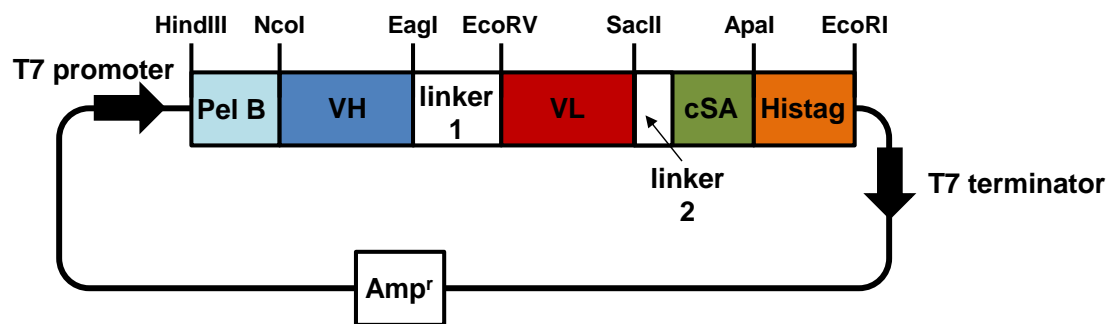 HindIII NcoI EagI EcoRV SacII ApaI EcoRI
T7 promoter
Pel B VH linker 1 VL cSA Histag
linker 2
T7 terminator
Ampʳ